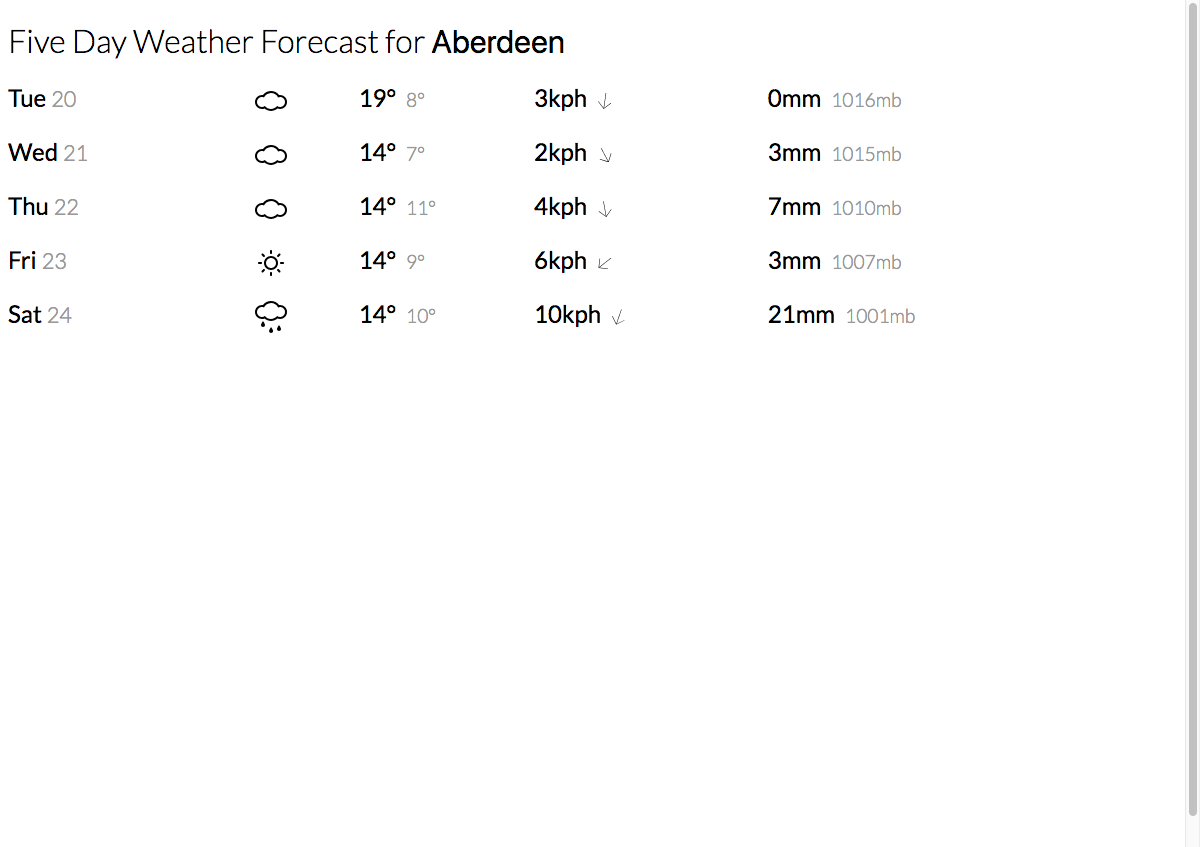 Five Day Weather Forecast for Aberdeen
Tue 20 19° 8° 3kph 0mm 1016mb
Wed 21 14° 7° 2kph 3mm 1015mb
Thu 22 14° 11° 4kph 7mm 1010mb
Fri 23 14° 9° 6kph 3mm 1007mb
Sat 24 14° 10° 10kph 21mm 1001mb